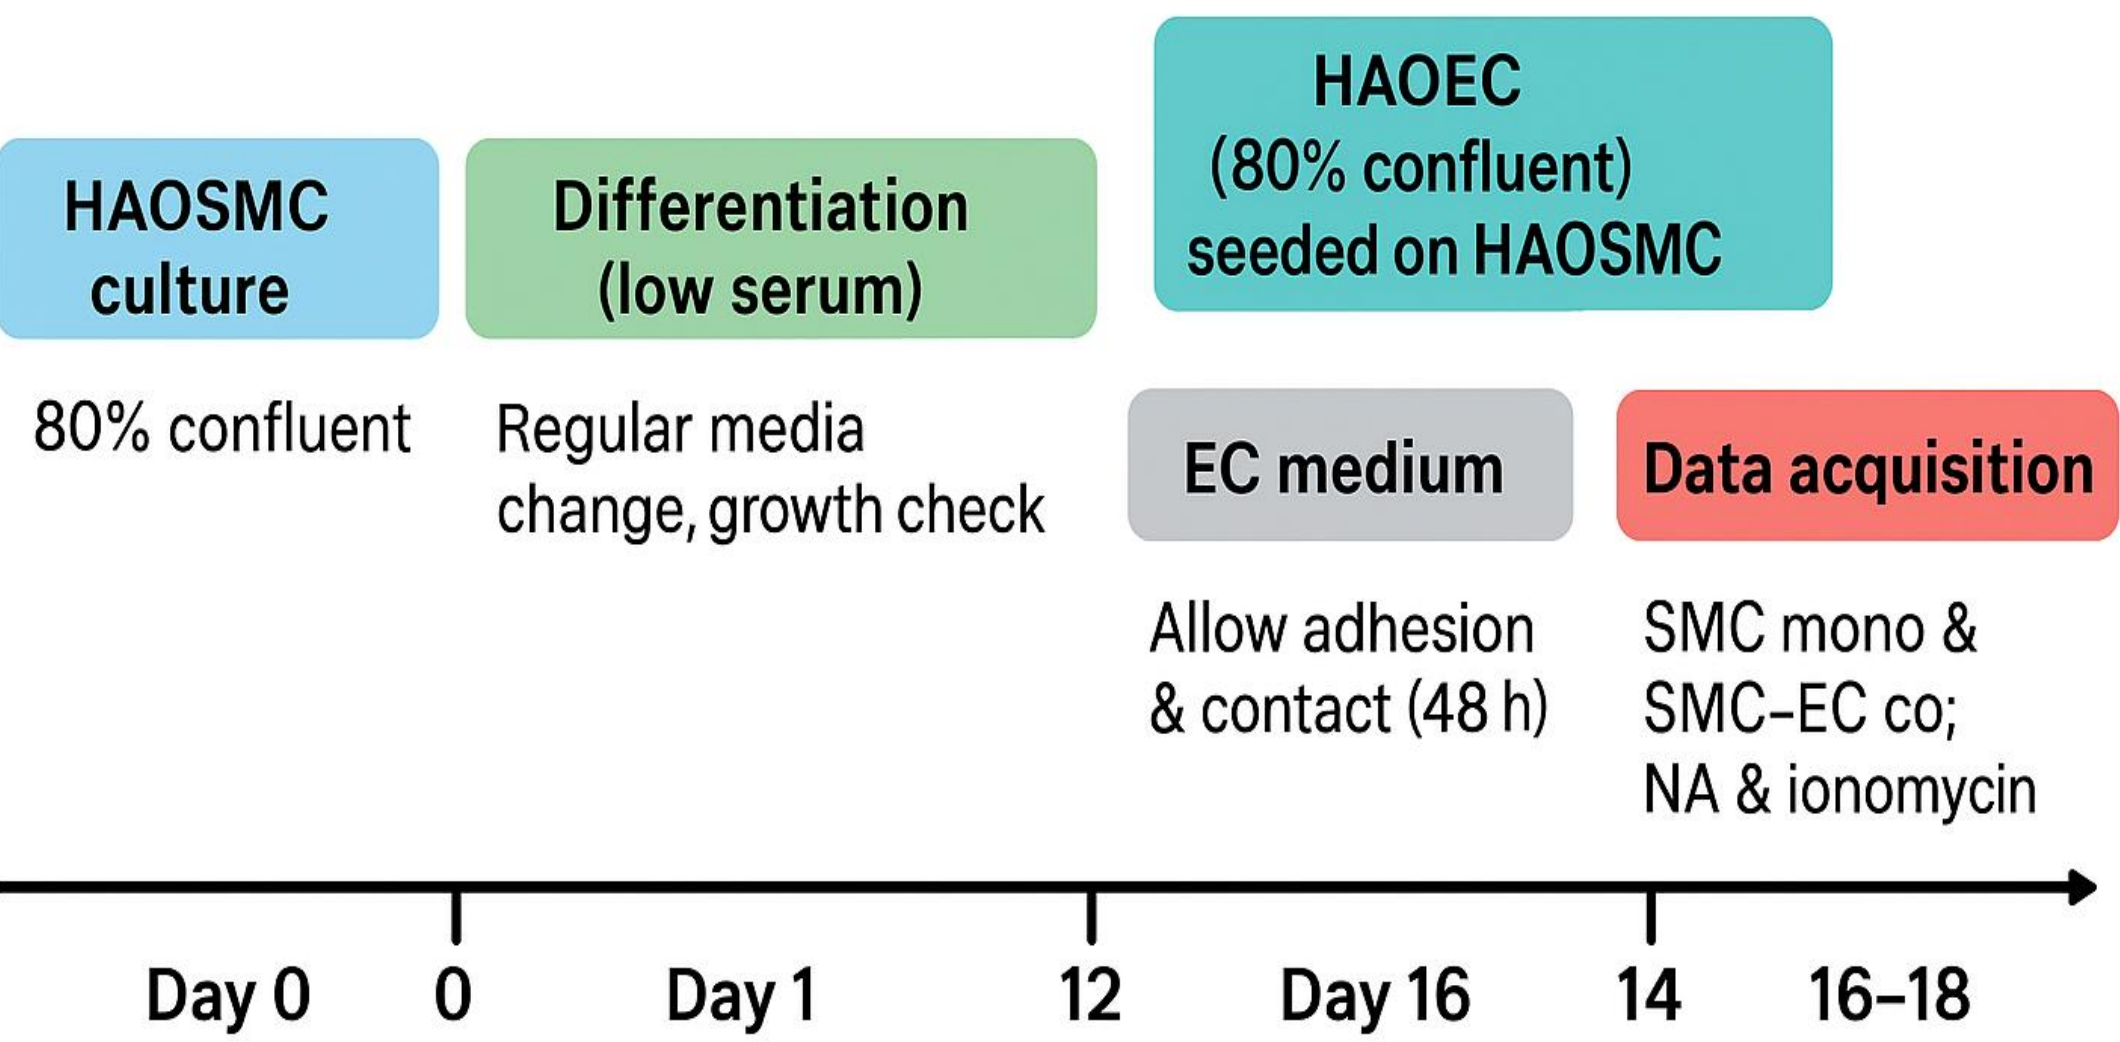 HAOSMC
culture
80% confluent
Differentiation
(low serum)
Regular media
change, growth check
HAOEC
(80% confluent)
seeded on HAOSMC
EC medium
Allow adhesion
& contact (48 h)
Data acquisition
SMC mono &
SMC–EC co;
NA & ionomycin
Day 0
0
Day 1
12
Day 16
14
16–18